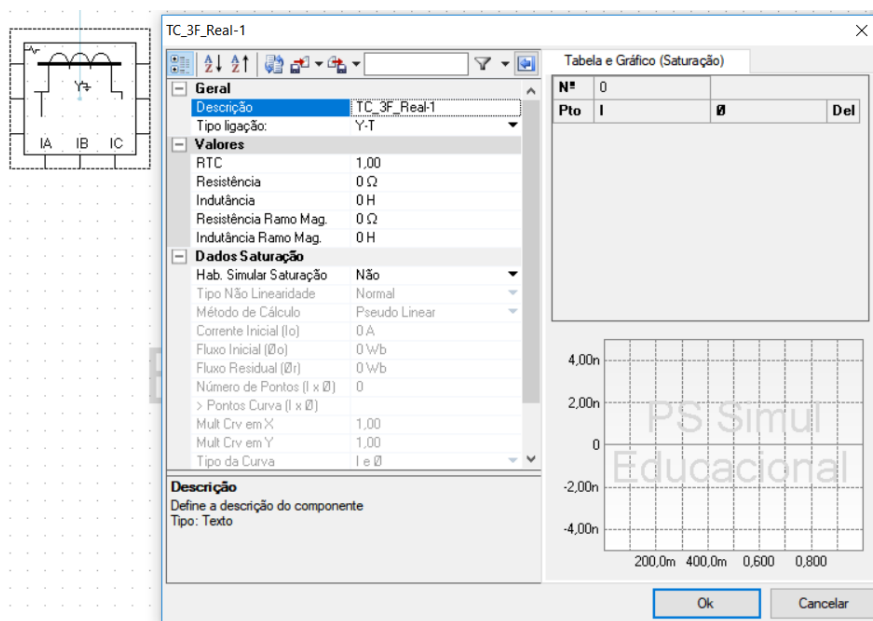 TC_3F_Real-1
IA IB IC
Geral
Descrição TC_3F_Real-1
Tipo ligação: Y-T
Valores
RTC 1,00
Resistência 0 Ω
Indutância 0 H
Resistência Ramo Mag. 0 Ω
Indutância Ramo Mag. 0 H
Dados Saturação
Hab. Simular Saturação Não
Tipo Não Linearidade Normal
Método de Cálculo Pseudo Linear
Corrente Inicial (Io) 0 A
Fluxo Inicial (Øo) 0 Wb
Fluxo Residual (Ør) 0 Wb
Número de Pontos (I x Ø) 0
> Pontos Curva (I x Ø)
Mult Crv em X 1,00
Mult Crv em Y 1,00
Tipo da Curva I e Ø
Descrição
Define a descrição do componente
Tipo: Texto
Tabela e Gráfico (Saturação)
Nº 0
Pto I Ø Del
4,00n
2,00n
0
-2,00n
-4,00n
200,0m 400,0m 0,600 0,800
PS Simul
Educacional
Ok Cancelar